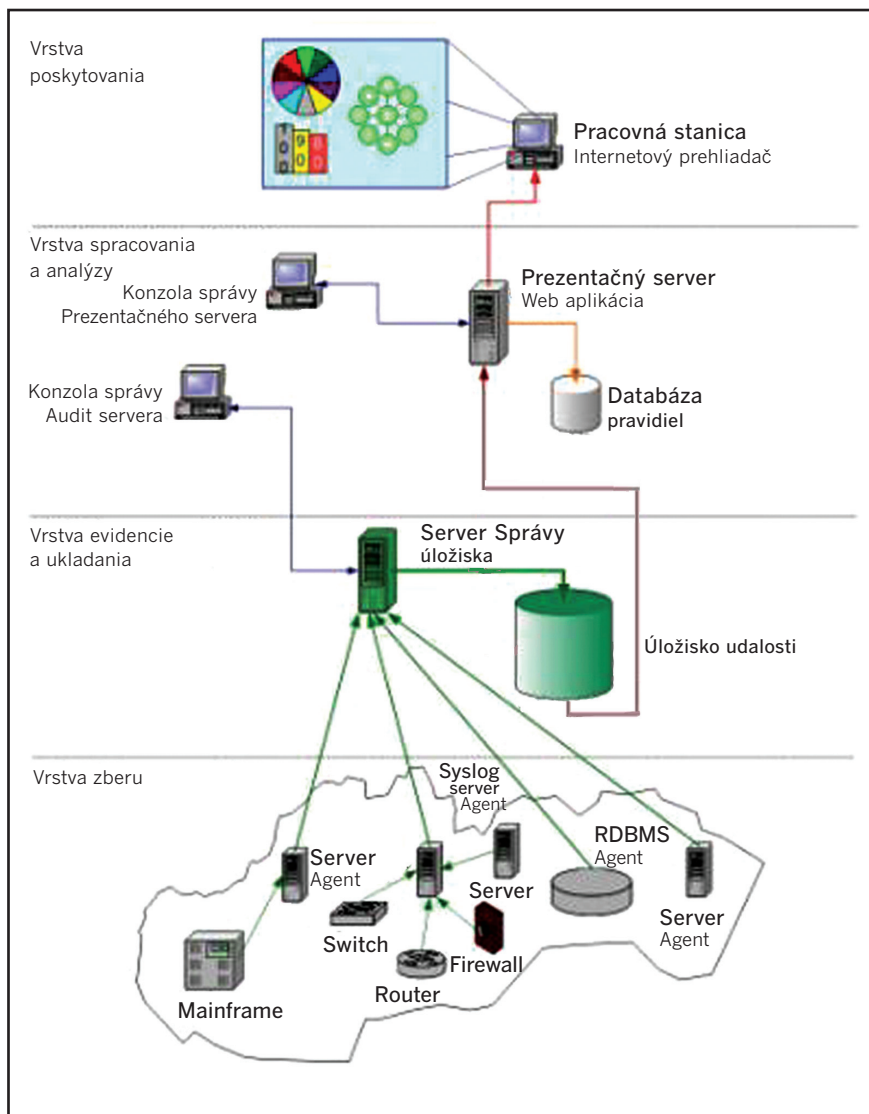 Vrstva
poskytovania
Pracovná stanica
Internetový prehliadač
Vrstva spracovania
a analýzy
Konzola správy
Prezentačného servera
Prezentačný server
Web aplikácia
Konzola správy
Audit servera
Databáza
pravidiel
Vrstva evidencie
a ukladania
Server Správy
úložiska
Úložisko udalosti
Vrstva zberu
Syslog
server
Agent
Server
Agent
RDBMS
Agent
Server
Server
Agent
Switch
Firewall
Router
Mainframe